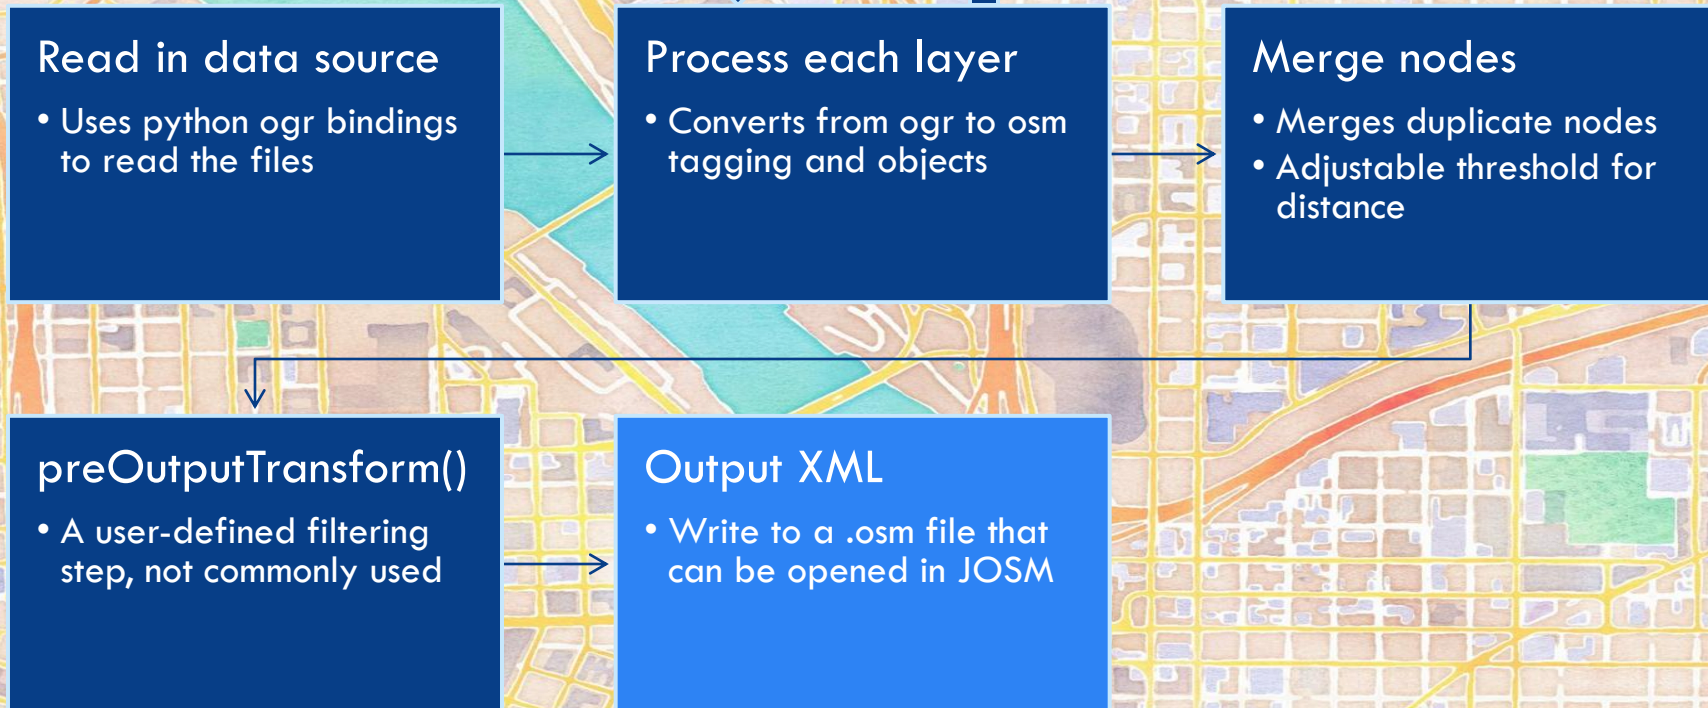 Read in data source
• Uses python ogr bindings
to read the files
Process each layer
• Converts from ogr to osm
tagging and objects
Merge nodes
• Merges duplicate nodes
• Adjustable threshold for
distance
preOutputTransform()
• A user-defined filtering
step, not commonly used
Output XML
• Write to a .osm file that
can be opened in JOSM